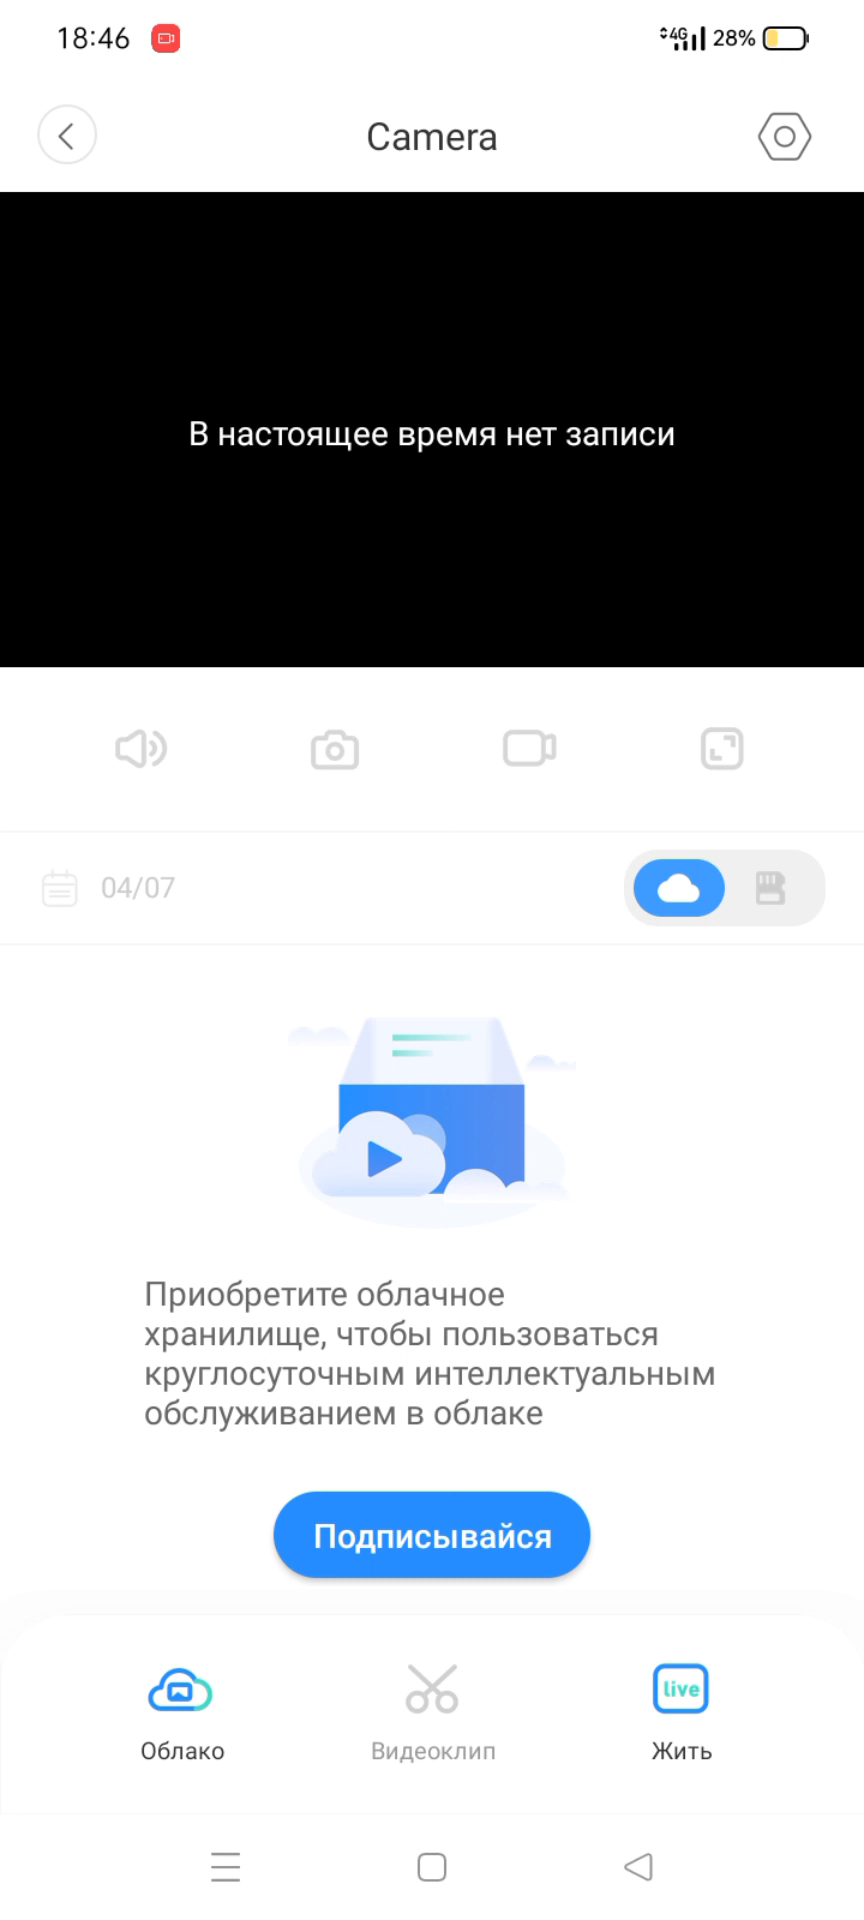 18:46 4G 28%
Camera
В настоящее время нет записи
04/07
Приобретите облачное
хранилище, чтобы пользоваться
круглосуточным интеллектуальным
обслуживанием в облаке
Подписывайся
live
Облако Видеоклип Жить